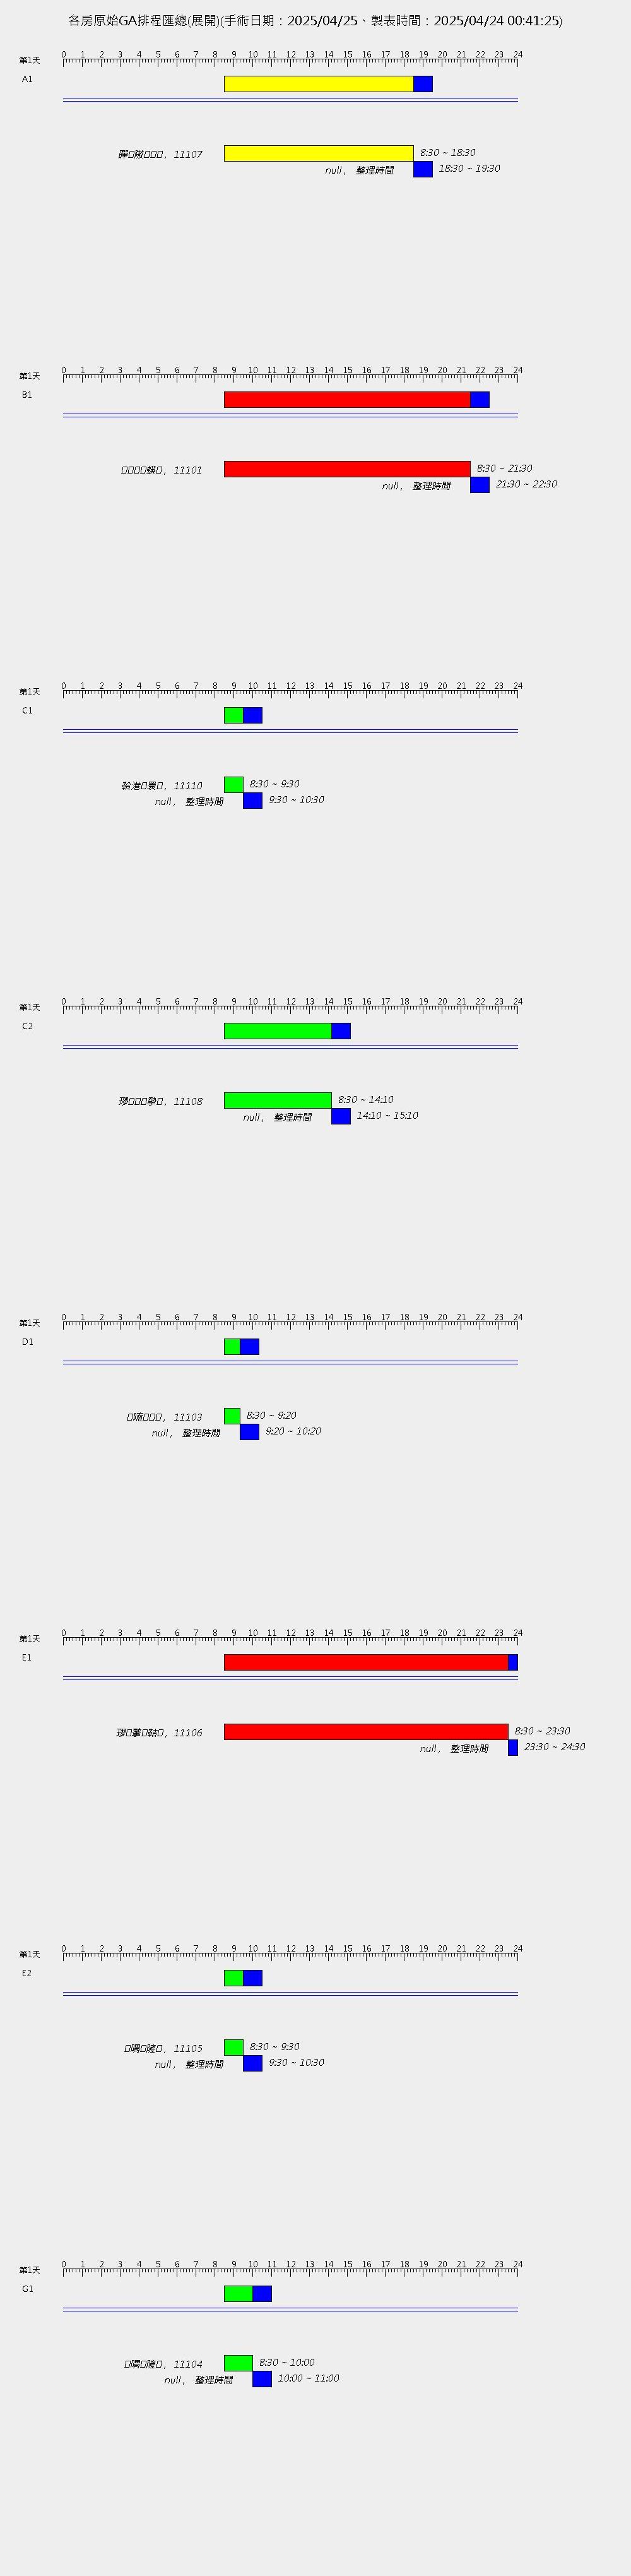 各房原始GA排程匯總(展開)(手術日期：2025/04/25、製表時間：2025/04/24 00:41:25)
第1天 0 1 2 3 4 5 6 7 8 9 10 11 12 13 14 15 16 17 18 19 20 21 22 23 24
A1
11107 8:30 ~ 18:30
null, 整理時間 18:30 ~ 19:30
第1天 0 1 2 3 4 5 6 7 8 9 10 11 12 13 14 15 16 17 18 19 20 21 22 23 24
B1
11101 8:30 ~ 21:30
null, 整理時間 21:30 ~ 22:30
第1天 0 1 2 3 4 5 6 7 8 9 10 11 12 13 14 15 16 17 18 19 20 21 22 23 24
C1
11110 8:30 ~ 9:30
null, 整理時間 9:30 ~ 10:30
第1天 0 1 2 3 4 5 6 7 8 9 10 11 12 13 14 15 16 17 18 19 20 21 22 23 24
C2
11108 8:30 ~ 14:10
null, 整理時間 14:10 ~ 15:10
第1天 0 1 2 3 4 5 6 7 8 9 10 11 12 13 14 15 16 17 18 19 20 21 22 23 24
D1
11103 8:30 ~ 9:20
null, 整理時間 9:20 ~ 10:20
第1天 0 1 2 3 4 5 6 7 8 9 10 11 12 13 14 15 16 17 18 19 20 21 22 23 24
E1
11106 8:30 ~ 23:30
null, 整理時間 23:30 ~ 24:30
第1天 0 1 2 3 4 5 6 7 8 9 10 11 12 13 14 15 16 17 18 19 20 21 22 23 24
E2
11105 8:30 ~ 9:30
null, 整理時間 9:30 ~ 10:30
第1天 0 1 2 3 4 5 6 7 8 9 10 11 12 13 14 15 16 17 18 19 20 21 22 23 24
G1
11104 8:30 ~ 10:00
null, 整理時間 10:00 ~ 11:00